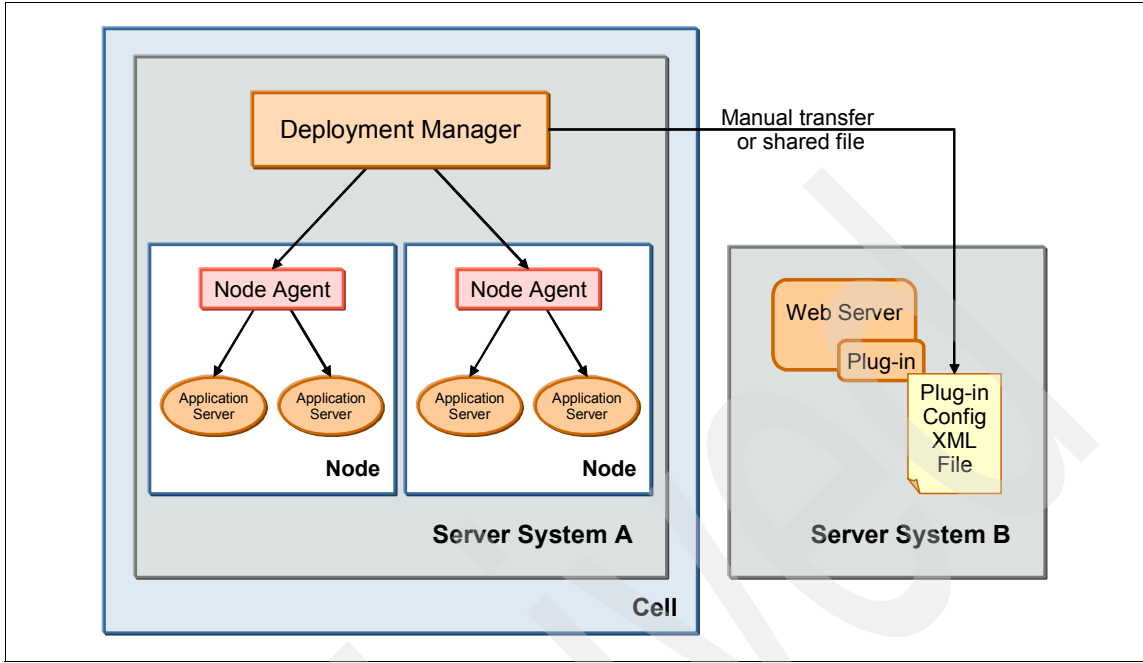 Deployment Manager
Manual transfer
or shared file
Node Agent
Node Agent
Application
Server
Application
Server
Application
Server
Application
Server
Node
Node
Server System A
Cell
Web Server
Plug-in
Plug-in
Config
XML
File
Server System B